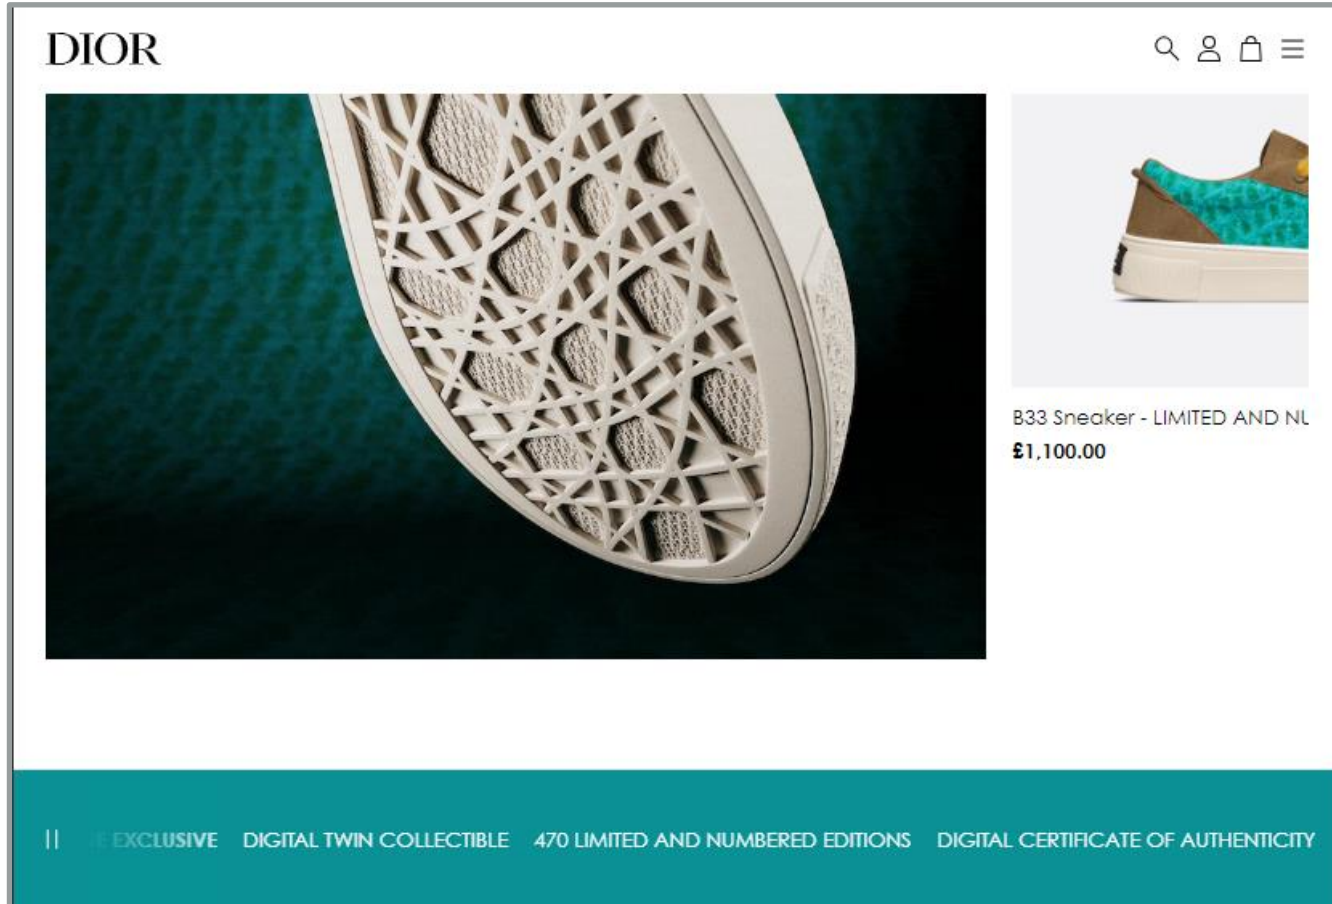 DIOR
B33 Sneaker - LIMITED AND
£1,100.00
EXCLUSIVE DIGITAL TWIN COLLECTIBLE 470 LIMITED AND NUMBERED EDITIONS DIGITAL CERTIFICATE OF AUTHENTICITY